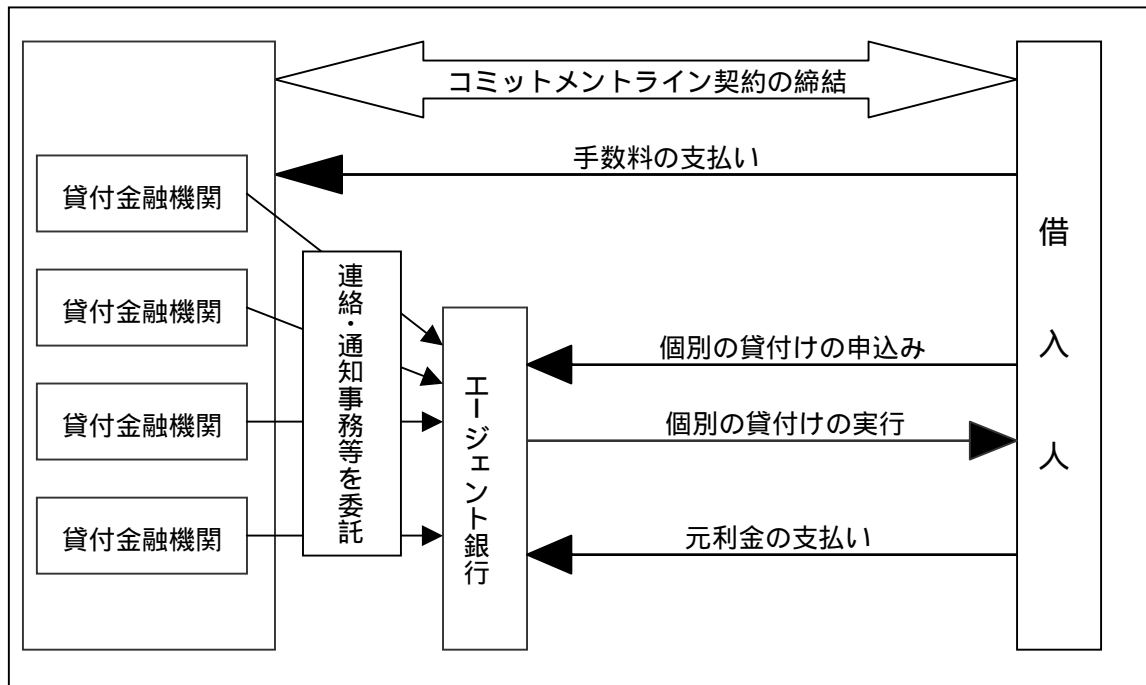 コミットメントライン契約の締結
手数料の支払い
貸付金融機関
貸付金融機関
貸付金融機関
貸付金融機関
連絡・通知事務等を委託
エージェント銀行
個別の貸付けの申込み
個別の貸付けの実行
元利金の支払い
借入人